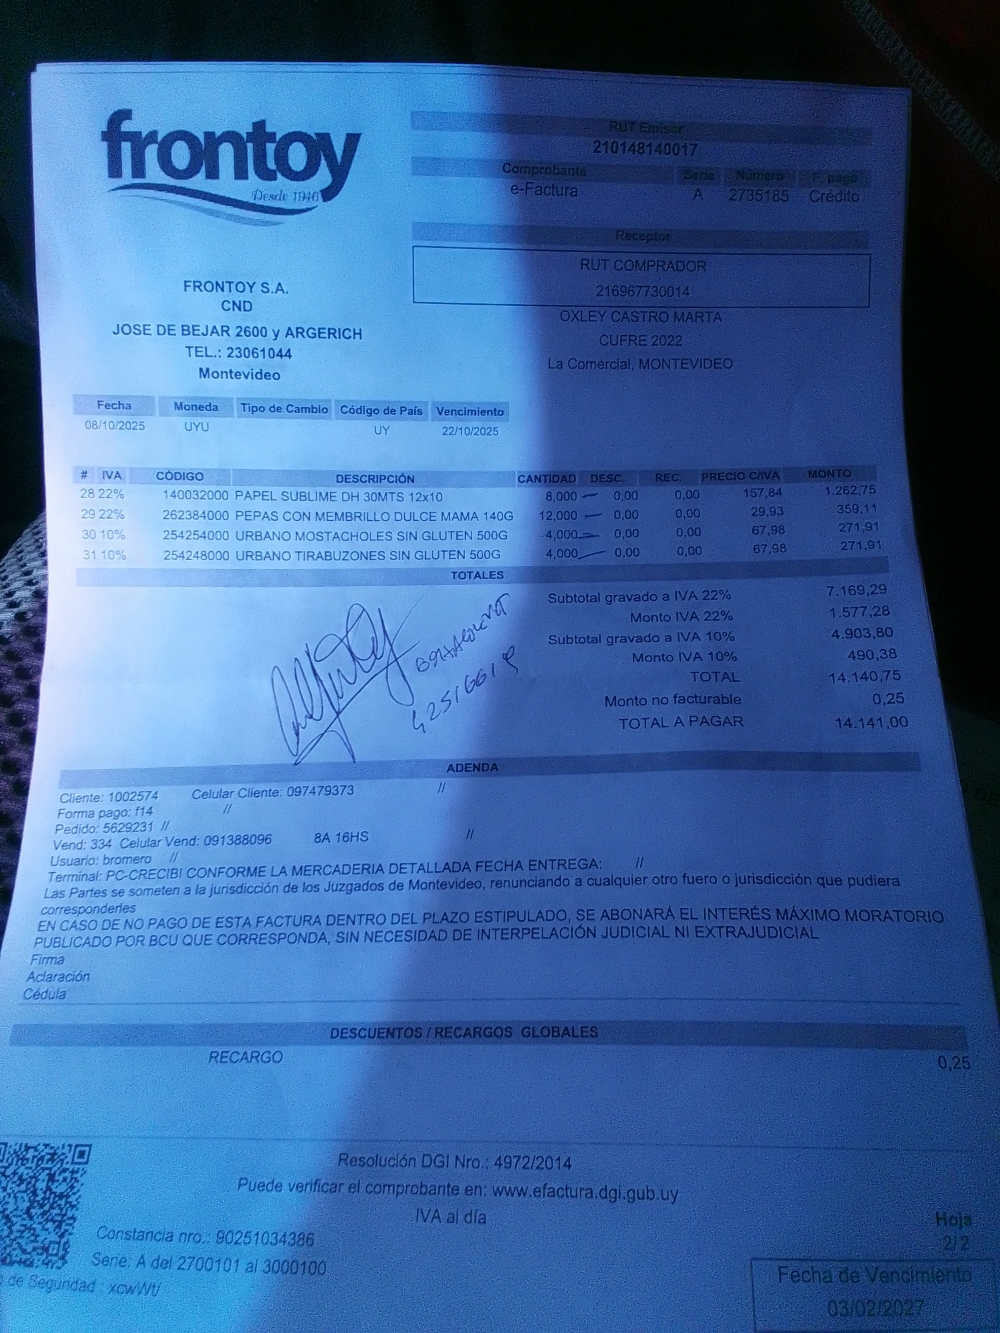 frontoy
Desde 1946
RUT Emisor
210148140017
Comprobante Serie Número F. pago
e-Factura A 2735185 Crédito
Receptor
RUT COMPRADOR
216967730014
OXLEY CASTRO MARTA
CUFRE 2022
La Comercial, MONTEVIDEO
FRONTOY S.A.
CND
JOSE DE BEJAR 2600 y ARGERICH
TEL.: 23061044
Montevideo
Fecha Moneda Tipo de Cambio Código de País Vencimiento
08/10/2025 UYU UY 22/10/2025
# IVA CÓDIGO DESCRIPCIÓN CANTIDAD DESC. REC. PRECIO C/IVA MONTO
28 22% 140032000 PAPEL SUBLIME DH 30MTS 12x10 8,000 0,00 0,00 157,84 1.262,75
29 22% 262384000 PEPAS CON MEMBRILLO DULCE MAMA 140G 12,000 0,00 0,00 29,93 359,11
30 10% 254254000 URBANO MOSTACHOLES SIN GLUTEN 500G 4,000 0,00 0,00 67,98 271,91
31 10% 254248000 URBANO TIRABUZONES SIN GLUTEN 500G 4,000 0,00 0,00 67,98 271,91
TOTALES
Subtotal gravado a IVA 22% 7.169,29
Monto IVA 22% 1.577,28
Subtotal gravado a IVA 10% 4.903,80
Monto IVA 10% 490,38
TOTAL 14.140,75
Monto no facturable 0,25
TOTAL A PAGAR 14.141,00
ADENDA
Cliente: 1002574 Celular Cliente: 097479373 //
Forma pago: f14 //
Pedido: 5629231 //
Vend: 334 Celular Vend: 091388096 8A 16HS //
Usuario: bromero //
Terminal: PC-CRECIBI CONFORME LA MERCADERIA DETALLADA FECHA ENTREGA: //
Las Partes se someten a la jurisdicción de los Juzgados de Montevideo, renunciando a cualquier otro fuero o jurisdicción que pudiera
corresponderles
EN CASO DE NO PAGO DE ESTA FACTURA DENTRO DEL PLAZO ESTIPULADO, SE ABONARÁ EL INTERÉS MÁXIMO MORATORIO
PUBLICADO POR BCU QUE CORRESPONDA, SIN NECESIDAD DE INTERPELACIÓN JUDICIAL NI EXTRAJUDICIAL
Firma
Aclaración
Cédula
DESCUENTOS / RECARGOS GLOBALES
RECARGO 0,25
Resolución DGI Nro.: 4972/2014
Puede verificar el comprobante en: www.efactura.dgi.gub.uy
IVA al día
Constancia nro.: 90251034386
Serie: A del 2700101 al 3000100
de Seguridad : xcwWt/
Hoja
2/2
Fecha de Vencimiento
03/02/2027